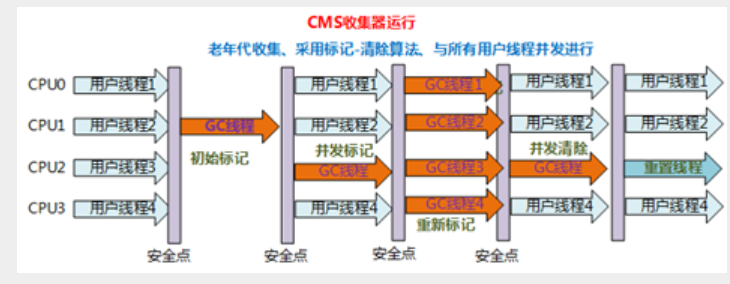 CMS收集器运行
老年代收集、采用标记-清除算法、与所有用户线程并发进行
CPU0 用户线程1 用户线程1 GC线程1 用户线程1 用户线程1
CPU1 用户线程2 GC线程 用户线程2 GC线程2 用户线程2 用户线程2
初始标记 并发标记 并发清除
CPU2 用户线程3 GC线程 GC线程3 GC线程 重置线程
CPU3 用户线程4 用户线程4 GC线程4 用户线程4 用户线程4
重新标记
安全点 安全点 安全点 安全点